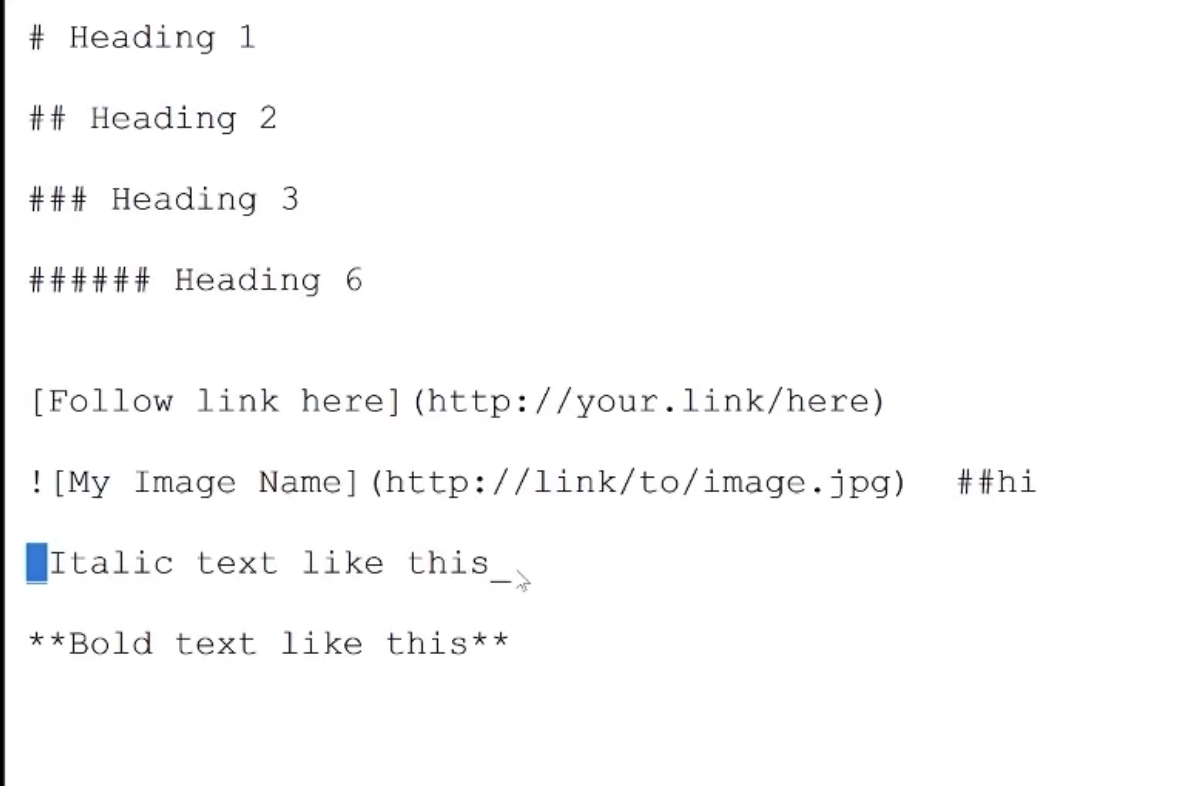 # Heading 1
## Heading 2
### Heading 3
###### Heading 6
[Follow link here](http://your.link/here)
![My Image Name](http://link/to/image.jpg)  ##hi
_Italic text like this_
**Bold text like this**